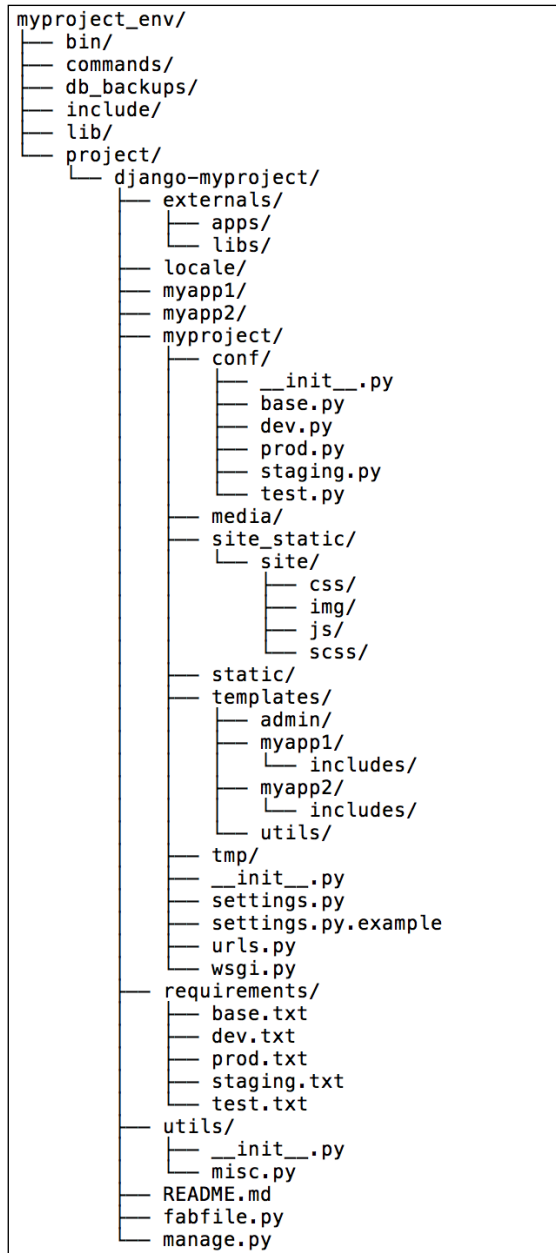 myproject_env/
├── bin/
├── commands/
├── db_backups/
├── include/
├── lib/
└── project/
    └── django-myproject/
        ├── externals/
        │   ├── apps/
        │   └── libs/
        ├── locale/
        ├── myapp1/
        ├── myapp2/
        ├── myproject/
        │   ├── conf/
        │   │   ├── __init__.py
        │   │   ├── base.py
        │   │   ├── dev.py
        │   │   ├── prod.py
        │   │   ├── staging.py
        │   │   └── test.py
        │   ├── media/
        │   ├── site_static/
        │   │   └── site/
        │   │       ├── css/
        │   │       ├── img/
        │   │       ├── js/
        │   │       └── scss/
        │   ├── static/
        │   ├── templates/
        │   │   ├── admin/
        │   │   ├── myapp1/
        │   │   │   └── includes/
        │   │   ├── myapp2/
        │   │   │   └── includes/
        │   │   └── utils/
        │   ├── tmp/
        │   ├── __init__.py
        │   ├── settings.py
        │   ├── settings.py.example
        │   ├── urls.py
        │   └── wsgi.py
        ├── requirements/
        │   ├── base.txt
        │   ├── dev.txt
        │   ├── prod.txt
        │   ├── staging.txt
        │   └── test.txt
        ├── utils/
        │   ├── __init__.py
        │   └── misc.py
        ├── README.md
        ├── fabfile.py
        └── manage.py